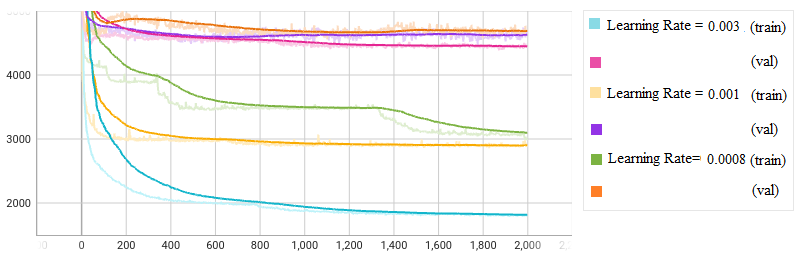 5000
4000
3000
2000
0 200 400 600 800 1,000 1,200 1,400 1,600 1,800 2,000
Learning Rate = 0.003 (train)
(val)
Learning Rate = 0.001 (train)
(val)
Learning Rate= 0.0008 (train)
(val)